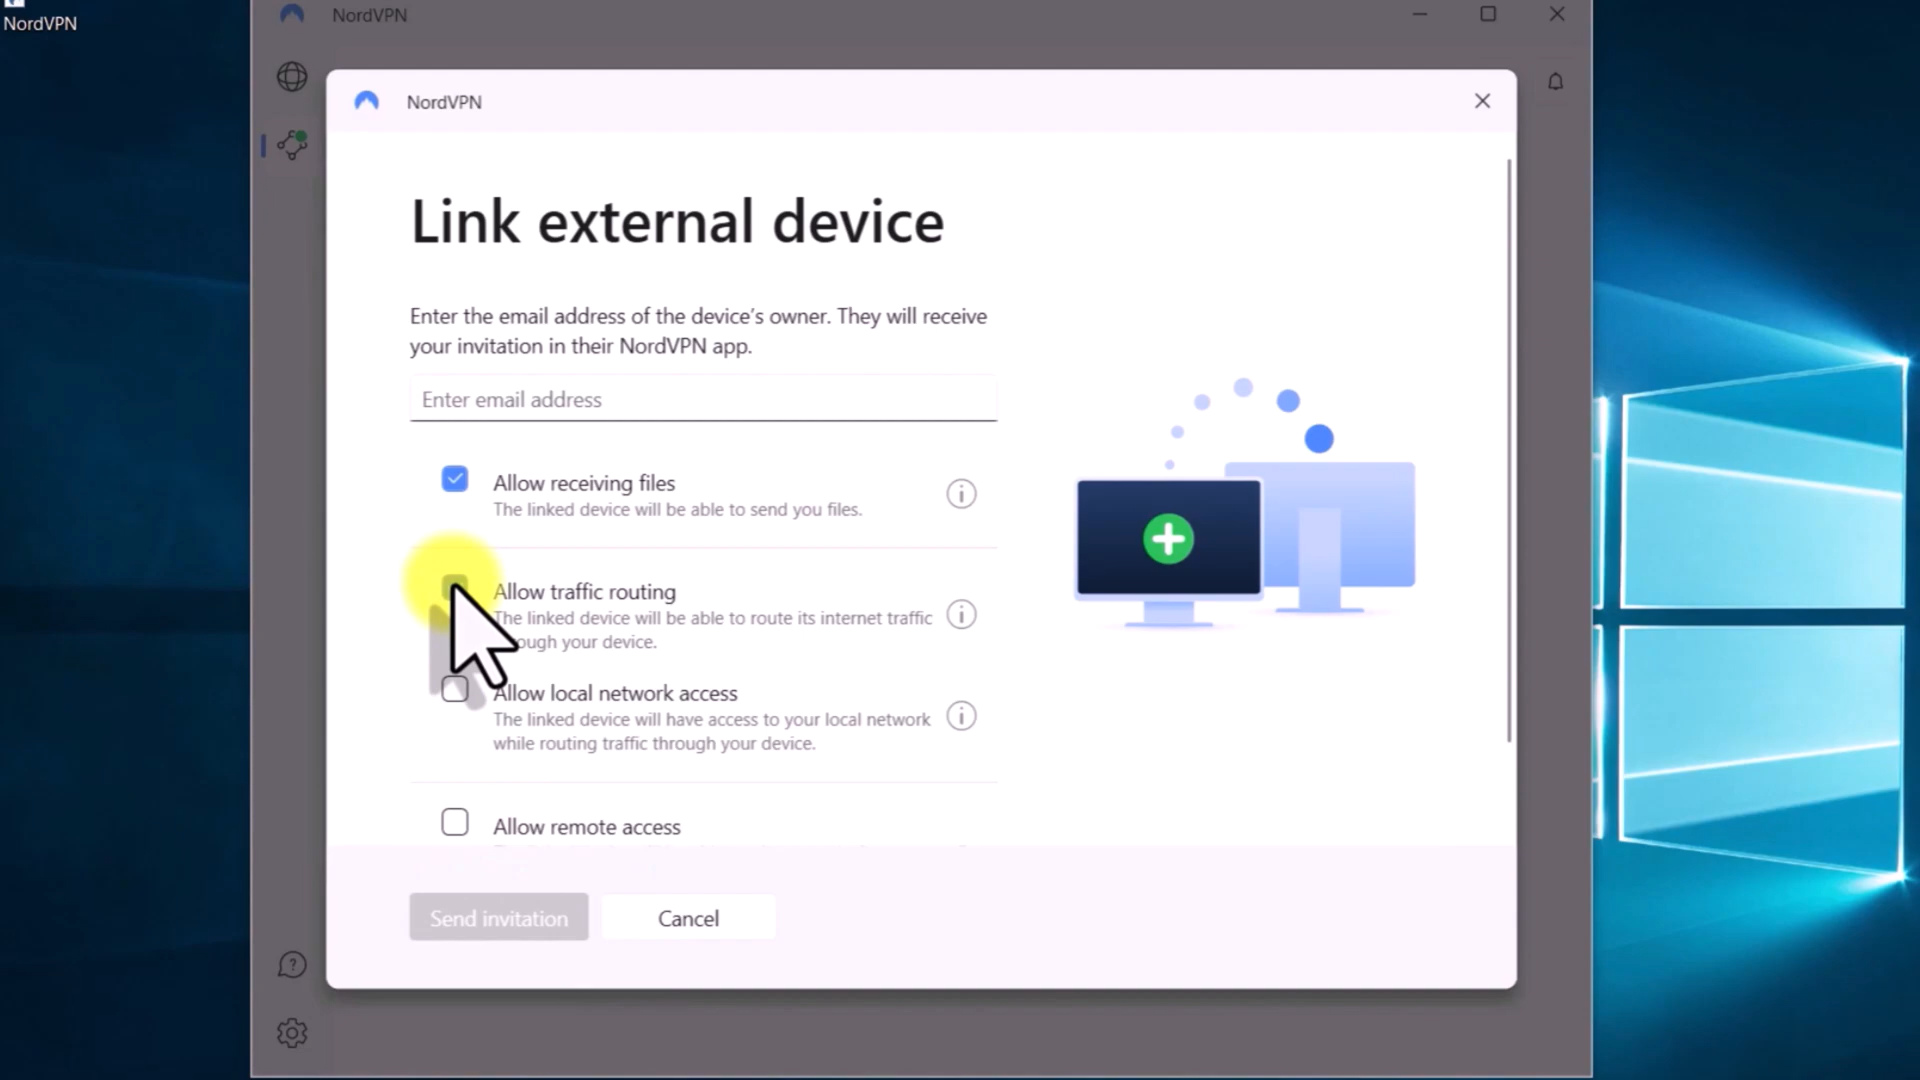 NordVPN
NordVPN
NordVPN
Link external device
Enter the email address of the device's owner. They will receive
your invitation in their NordVPN app.
Enter email address
Allow receiving files
The linked device will be able to send you files.
Allow traffic routing
The linked device will be able to route its internet traffic
through your device.
Allow local network access
The linked device will have access to your local network
while routing traffic through your device.
Allow remote access
Send invitation
Cancel